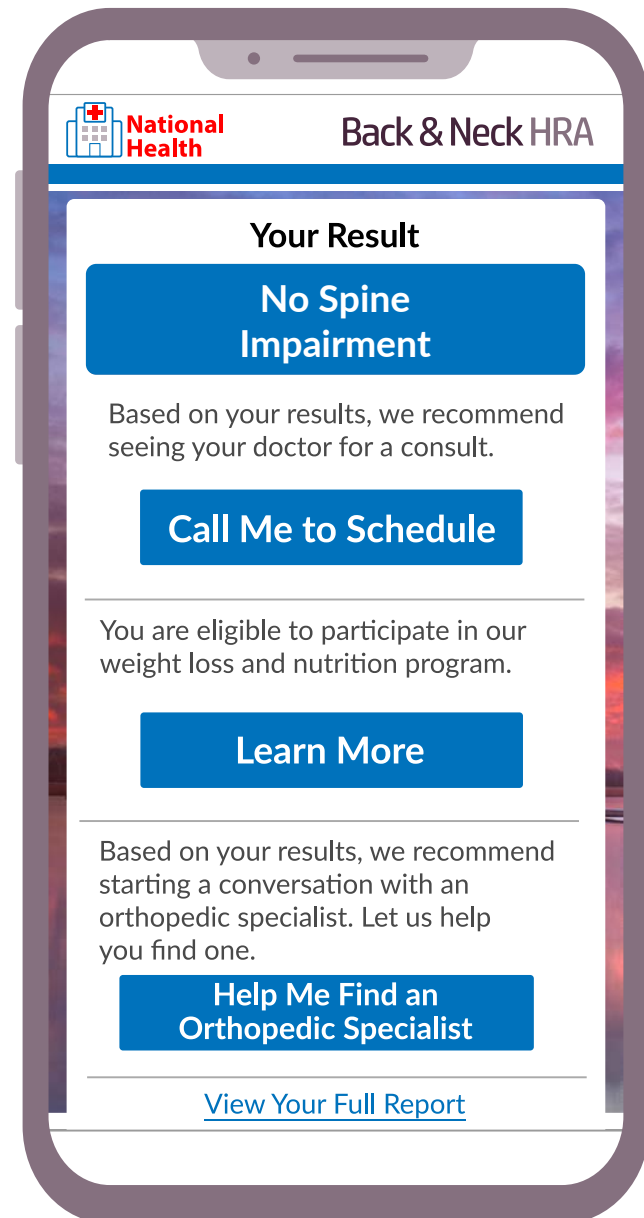 National
Health
Back & Neck HRA
Your Result
No Spine
Impairment
Based on your results, we recommend
seeing your doctor for a consult.
Call Me to Schedule
You are eligible to participate in our
weight loss and nutrition program.
Learn More
Based on your results, we recommend
starting a conversation with an
orthopedic specialist. Let us help
you find one.
Help Me Find an
Orthopedic Specialist
View Your Full Report